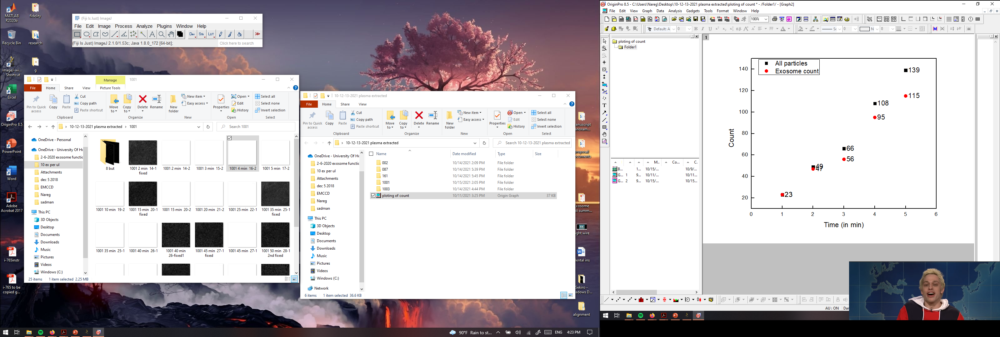 MATLAB
R2020b
fidelity
Recycle Bin
research
ImageJ-wi...
- Shortcut
g
Excel
OriginPro 8.5
PowerPoint
Word
Adobe
Acrobat 2017
i-765instr
i-765 to be
copied g...
(Fiji Is Just) ImageJ
File Edit Image Process Analyze Plugins Window Help
Dev Stk LUT
(Fiji Is Just) ImageJ 2.1.0/1.53c; Java 1.8.0_172 [64-bit];
Click here to search
Manage
1001
File Home Share View Picture Tools
Pin to Quick
access
Copy
Paste
Cut
Copy path
Paste shortcut
Move
to
Copy
to
Delete
Rename
New
folder
New item
Easy access
Properties
Open
Edit
History
Select all
Select none
Invert selection
Clipboard
Organize
New
Open
Select
10-12-13-2021 plasma extracted
1001
Search 1001
OneDrive - Personal
OneDrive - University Of Ho
2-6-2020 exosome functic
10 ex per ul
Attachments
dec 5 2018
EMCCD
Nareg
sadman
This PC
3D Objects
Desktop
Documents
Downloads
Music
Pictures
Videos
Windows (C:)
8 but
1001 2 min 14-1
fixed
1001 2 min 14-2
1001 3 min 15-2
1001 4 min 16-2
1001 5 min 17-2
1001 10 min 19-2
1001 15 min 20-1
fixed
1001 15 min 20-2
1001 20 min 21-2
1001 25 min 22-1
1001 35 min 25-1
fixed
1001 35 min 25-1
1001 40 min 26-1
1001 40 min
26-fixed1
1001 45 min 27-1
fixed
1001 45 min 27-1
1001 50 min 28-1
2nd fixed
25 items
1 item selected 2.25 MB
10-12-13-2021 plasma extracted
File Home Share View
Pin to Quick
access
Copy
Paste
Cut
Copy path
Paste shortcut
Move
to
Copy
to
Delete
Rename
New
folder
New item
Easy access
Properties
Open
Edit
History
Select all
Select none
Invert selection
Clipboard
Organize
New
Open
Select
10-12-13-2021 plasma extracted
Search 10-12-13-2021 plasma extracted
OneDrive - University Of Ho
2-6-2020 exosome functic
10 ex per ul
Attachments
dec 5 2018
EMCCD
Nareg
sadman
This PC
3D Objects
Desktop
Documents
Downloads
Music
Pictures
Videos
Windows (C:)
Network
Name Date modified Type Size
002 10/14/2021 2:09 PM File folder
087 10/14/2021 5:39 PM File folder
161 10/14/2021 5:45 PM File folder
1001 10/15/2021 2:05 PM File folder
1003 10/14/2021 4:44 PM File folder
ploting of count 10/11/2021 3:25 PM Origin Graph 37 KB
6 items
1 item selected 36.6 KB
anuscript
anoram...
roposal
ocuments
xosome
st summ...
ight wire
lental ins
Sekiro -
adows D...
alignment
90°F Rain to st...
ENG
4:23 PM
OriginPro 8.5 - C:\Users\Nareg\Desktop\10-12-13-2021 plasma extracted\ploting of count * - /Folder1/ - [Graph2]
File Edit View Graph Data Analysis Gadgets Tools Format Window Help
100%
Default: A
0
B I U
αβ
0
N
0
ploting of count
Folder1
M.. Co... C.
B... 1... 10/15/... 10/9/...
G... 1 9... 10/11/... 10/11...
G... 2 9... 10/15/... 10/15...
1
All particles
Exosome count
140
120
100
80
60
40
20
Count
139
115
108
95
66
56
49
47
23
0 1 2 3 4 5 6
Time (in min)
AU : ON